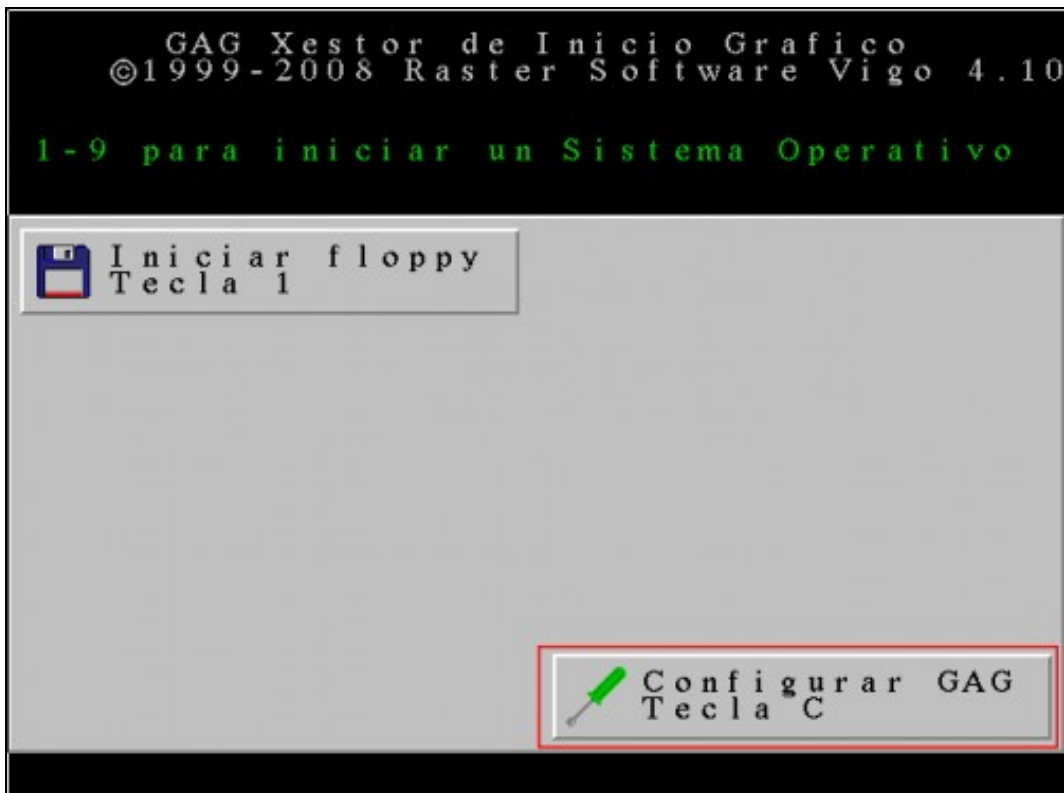 GAG Xestor de Inicio Grafico
©1999-2008 Raster Software Vigo 4.10
1-9 para iniciar un Sistema Operativo
Iniciar floppy
Tecla 1
Configurar GAG
Tecla C